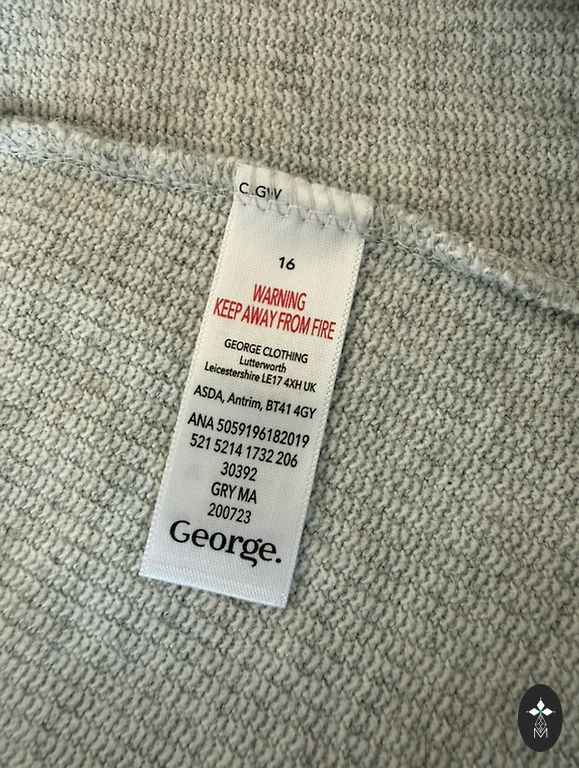 16
WARNING
KEEP AWAY FROM FIRE
GEORGE CLOTHING
Lutterworth
Leicestershire LE17 4XH UK
ASDA, Antrim, BT41 4GY
ANA 5059196182019
521 5214 1732 206
30392
GRY MA
200723
George.
M